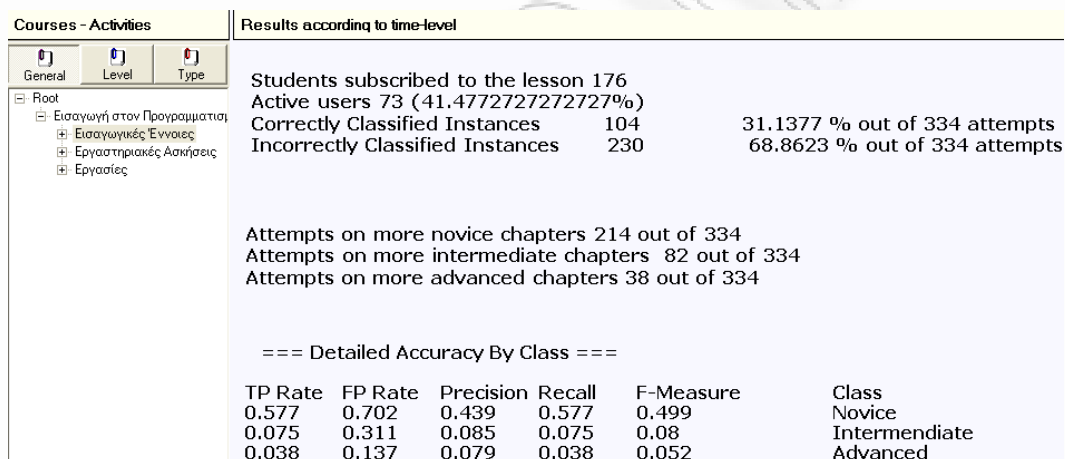 Courses - Activities
Results according to time-level
General Level Type
Root
Εισαγωγή στον Προγραμματισμ
Εισαγωγικές Έννοιες
Εργαστηριακές Ασκήσεις
Εργασίες
Students subscribed to the lesson 176
Active users 73 (41.4772727272727%)
Correctly Classified Instances 104 31.1377 % out of 334 attempts
Incorrectly Classified Instances 230 68.8623 % out of 334 attempts
Attempts on more novice chapters 214 out of 334
Attempts on more intermediate chapters 82 out of 334
Attempts on more advanced chapters 38 out of 334
=== Detailed Accuracy By Class ===
TP Rate FP Rate Precision Recall F-Measure Class
0.577 0.702 0.439 0.577 0.499 Novice
0.075 0.311 0.085 0.075 0.08 Intermendiate
0.038 0.137 0.079 0.038 0.052 Advanced